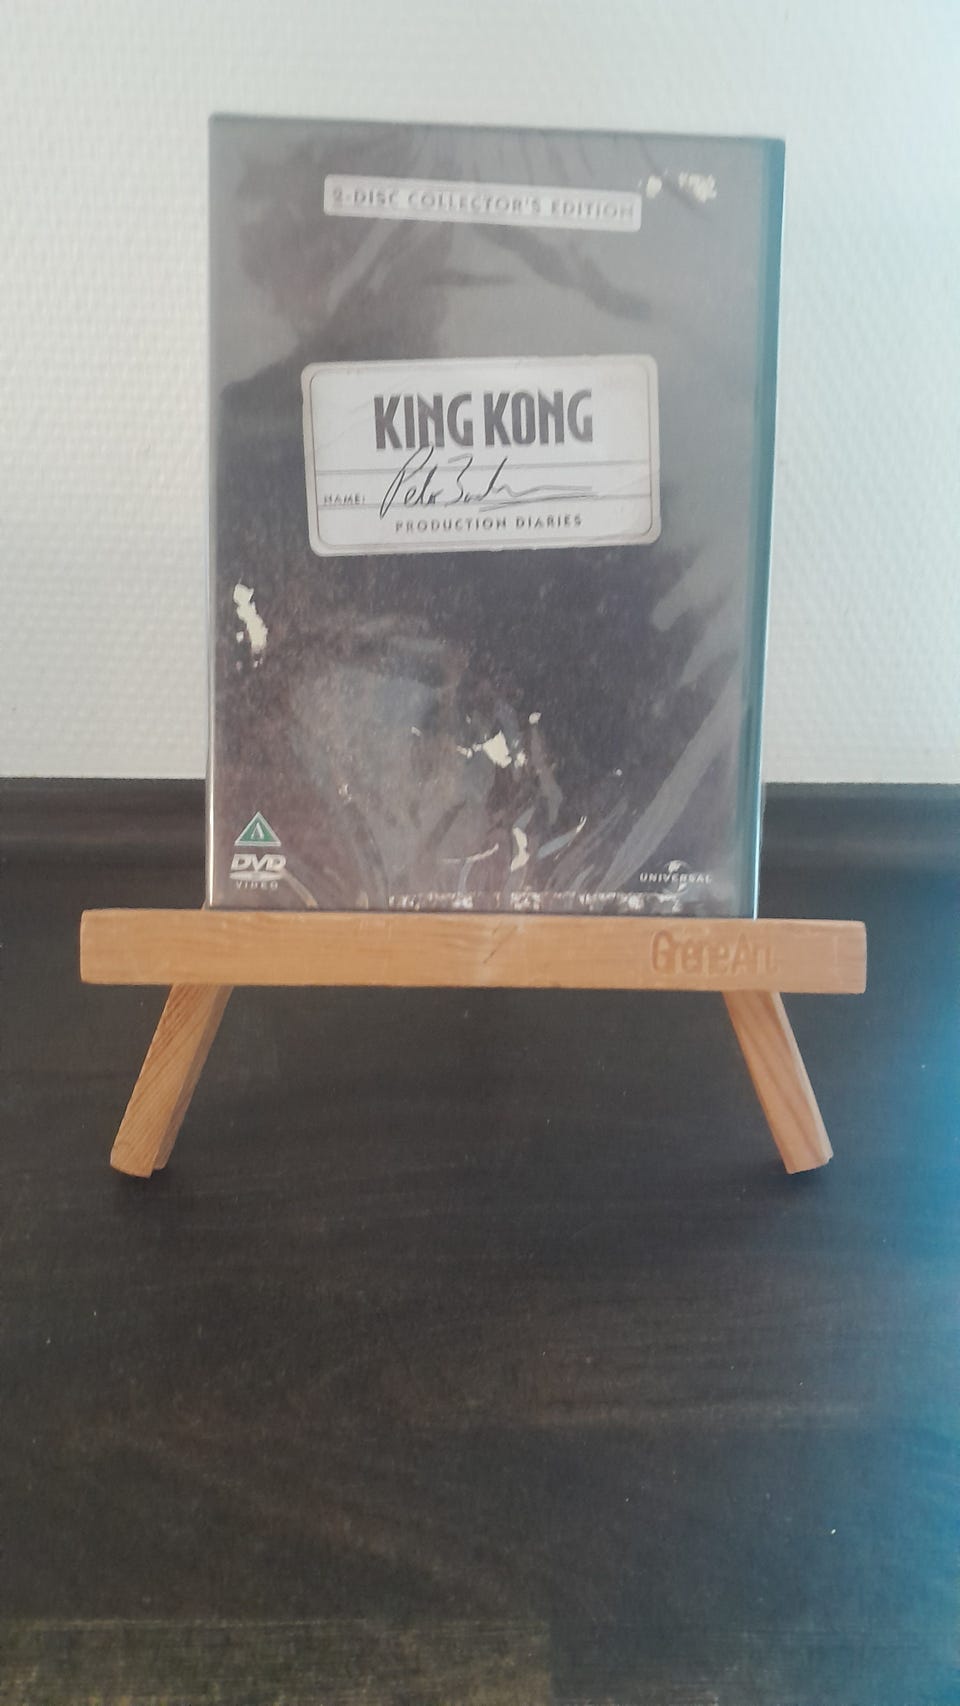 2-DISC COLLECTOR'S EDITION
KING KONG
NAME:
PRODUCTION DIARIES
A
DVD
VIDEO
UNIVERSAL
GreneArt